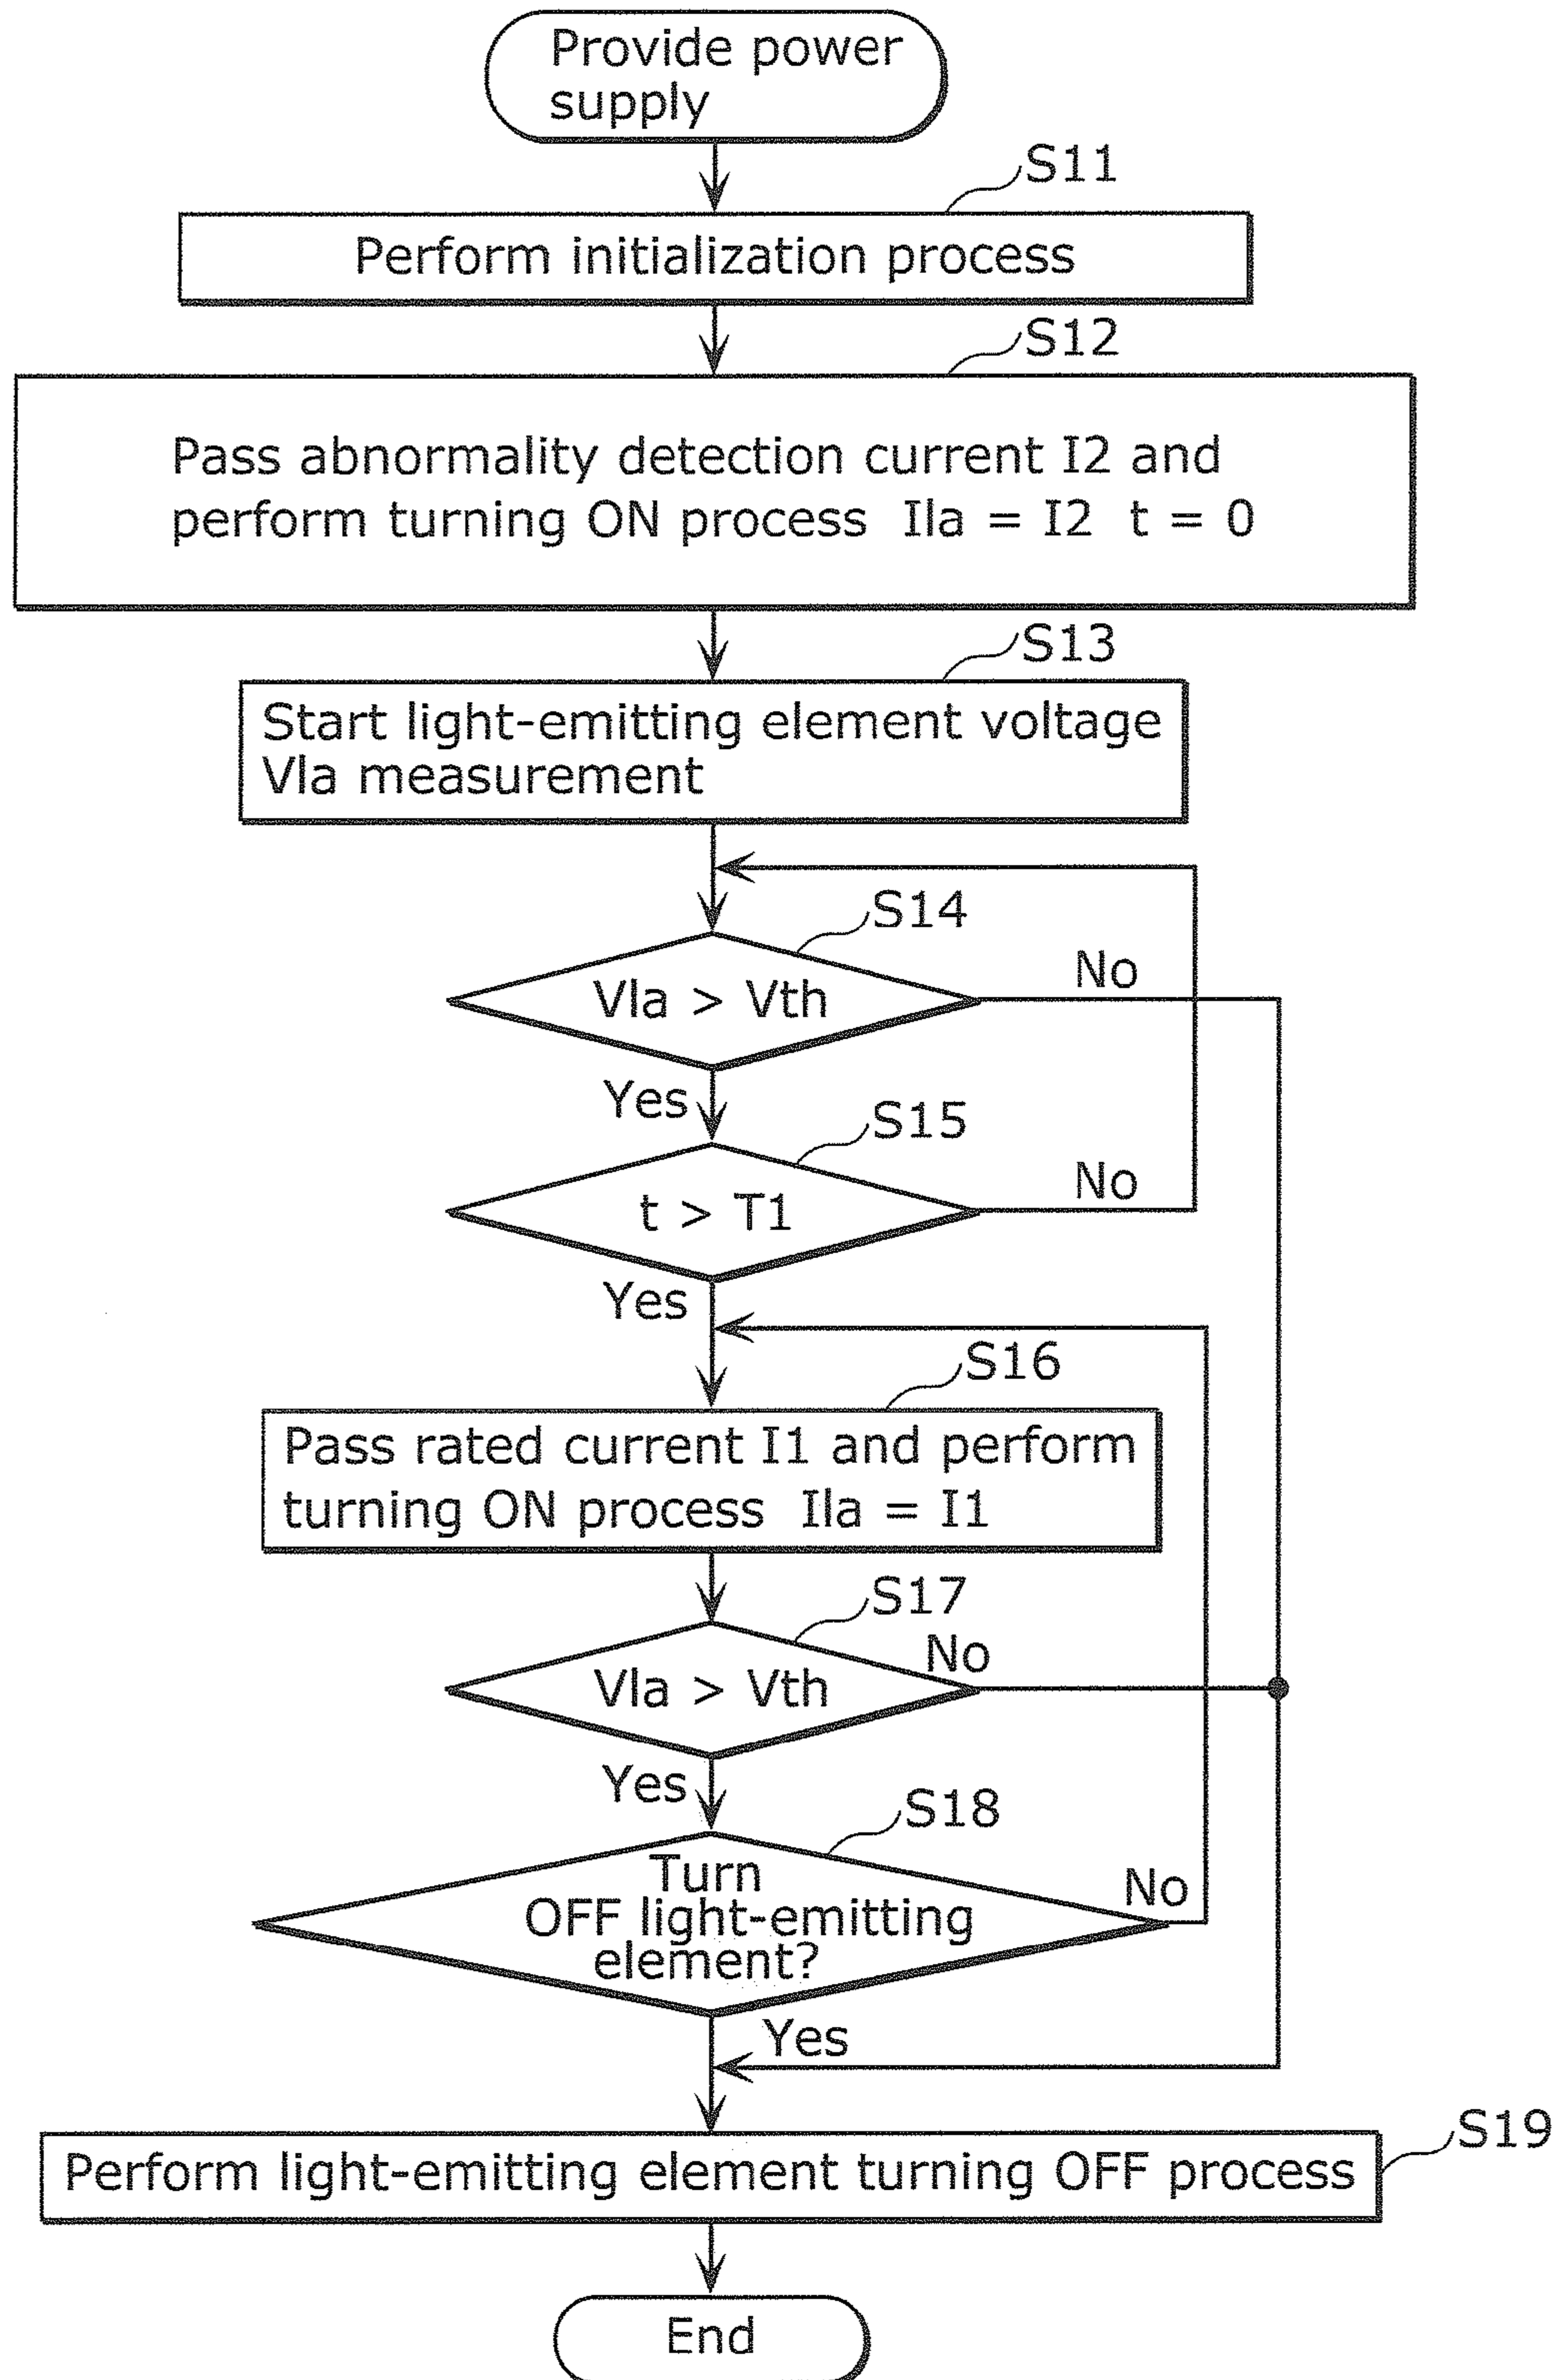 Provide power
supply
S11
Perform initialization process
S12
Pass abnormality detection current I2 and
perform turning ON process Ila = I2 t = 0
S13
Start light-emitting element voltage
Vla measurement
S14
Vla > Vth
No
Yes
S15
t > T1
No
Yes
S16
Pass rated current I1 and perform
turning ON process Ila = I1
S17
Vla > Vth
No
Yes
S18
Turn
OFF light-emitting
element?
No
Yes
S19
Perform light-emitting element turning OFF process
End